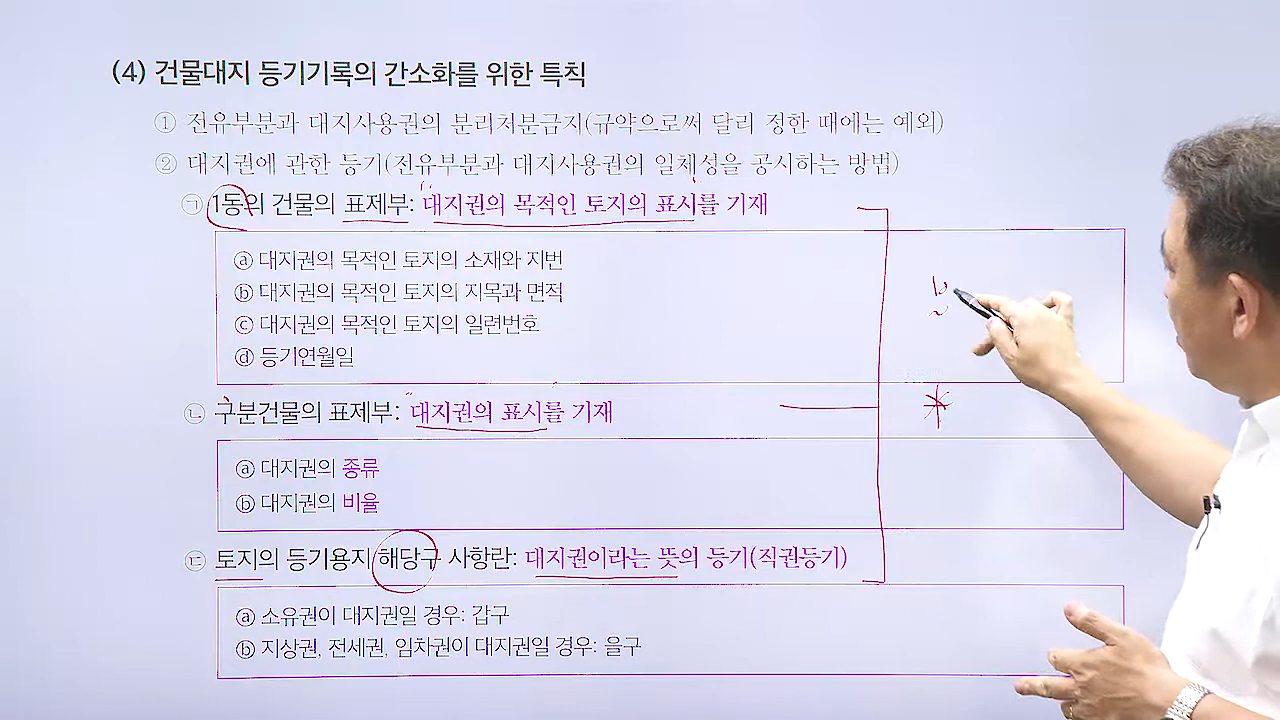 (4) 건물대지 등기기록의 간소화를 위한 특칙
① 전유부분과 대지사용권의 분리처분금지(규약으로써 달리 정한 때에는 예외)
② 대지권에 관한 등기(전유부분과 대지사용권의 일체성을 공시하는 방법)
㉠ 1동의 건물의 표제부: 대지권의 목적인 토지의 표시를 기재
ⓐ 대지권의 목적인 토지의 소재와 지번
ⓑ 대지권의 목적인 토지의 지목과 면적
ⓒ 대지권의 목적인 토지의 일련번호
ⓓ 등기연월일
㉡ 구분건물의 표제부: 대지권의 표시를 기재
ⓐ 대지권의 종류
ⓑ 대지권의 비율
㉢ 토지의 등기용지 해당구 사항란: 대지권이라는 뜻의 등기(직권등기)
ⓐ 소유권이 대지권일 경우: 갑구
ⓑ 지상권, 전세권, 임차권이 대지권일 경우: 을구